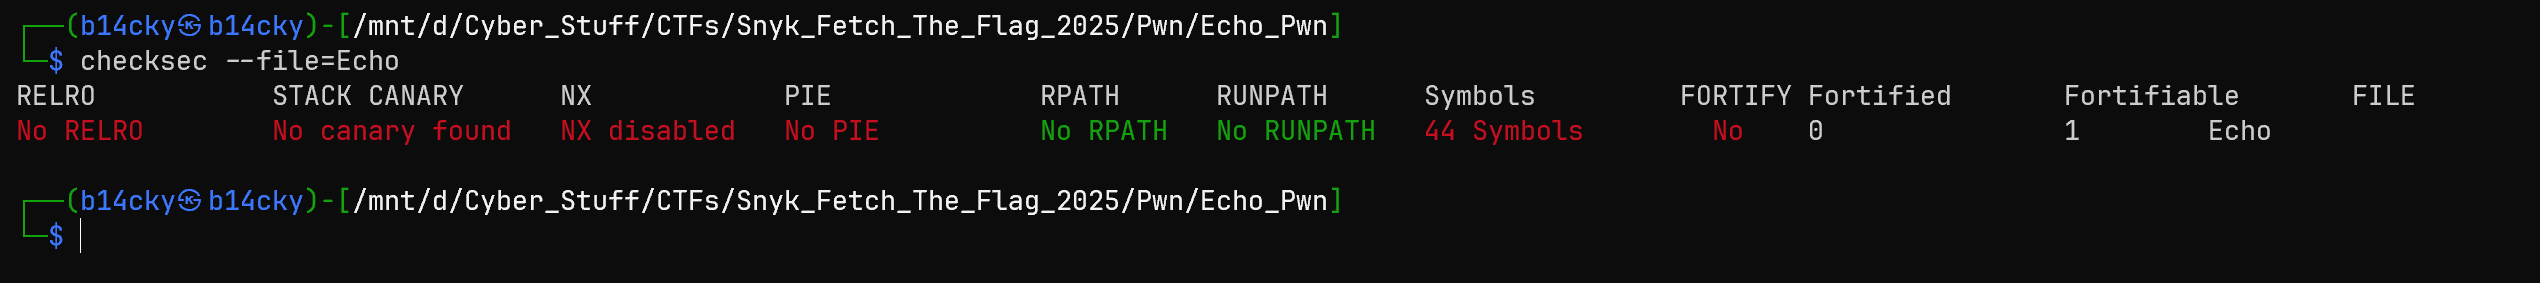 ┌──(b14cky㉿b14cky)-[/mnt/d/Cyber_Stuff/CTFs/Snyk_Fetch_The_Flag_2025/Pwn/Echo_Pwn]
└─$ checksec --file=Echo
RELRO           STACK CANARY      NX            PIE             RPATH      RUNPATH      Symbols         FORTIFY Fortified       Fortifiable     FILE
No RELRO        No canary found   NX disabled   No PIE          No RPATH   No RUNPATH   44 Symbols        No    0               1        Echo
┌──(b14cky㉿b14cky)-[/mnt/d/Cyber_Stuff/CTFs/Snyk_Fetch_The_Flag_2025/Pwn/Echo_Pwn]
└─$